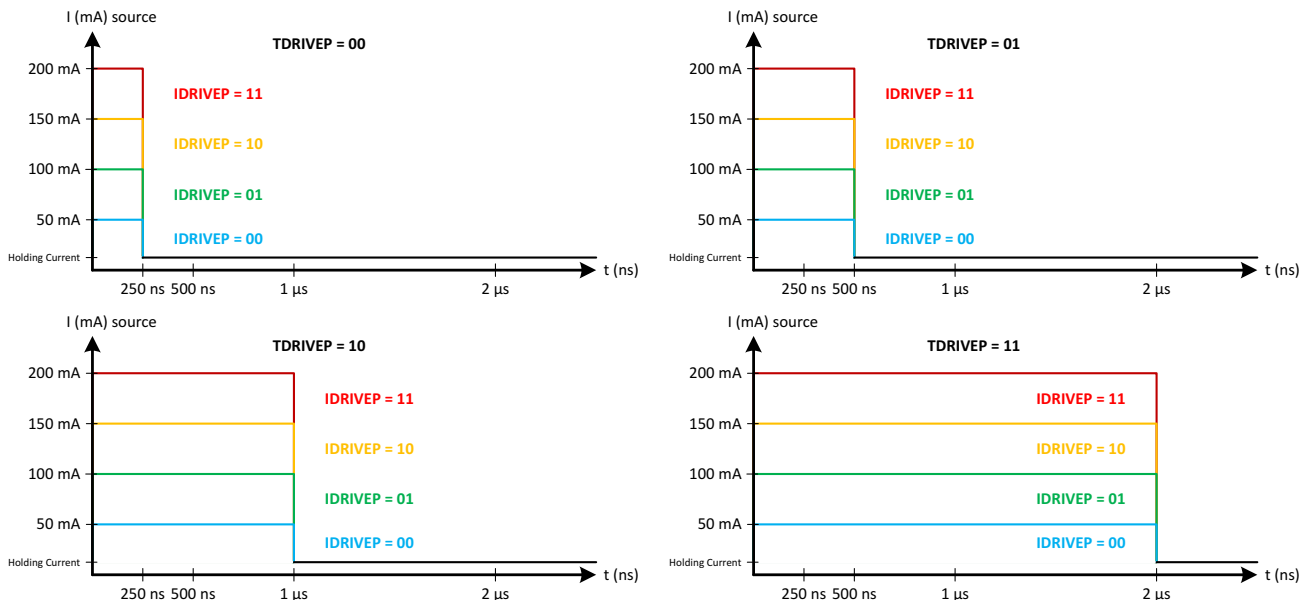 I (mA) source
TDRIVEP = 00
200 mA
IDRIVEP = 11
150 mA
IDRIVEP = 10
100 mA
IDRIVEP = 01
50 mA
IDRIVEP = 00
Holding Current
t (ns)
250 ns 500 ns 1 µs 2 µs
I (mA) source
TDRIVEP = 01
200 mA
IDRIVEP = 11
150 mA
IDRIVEP = 10
100 mA
IDRIVEP = 01
50 mA
IDRIVEP = 00
Holding Current
t (ns)
250 ns 500 ns 1 µs 2 µs
I (mA) source
TDRIVEP = 10
200 mA
IDRIVEP = 11
150 mA
IDRIVEP = 10
100 mA
IDRIVEP = 01
50 mA
IDRIVEP = 00
Holding Current
t (ns)
250 ns 500 ns 1 µs 2 µs
I (mA) source
TDRIVEP = 11
200 mA
IDRIVEP = 11
150 mA
IDRIVEP = 10
100 mA
IDRIVEP = 01
50 mA
IDRIVEP = 00
Holding Current
t (ns)
250 ns 500 ns 1 µs 2 µs